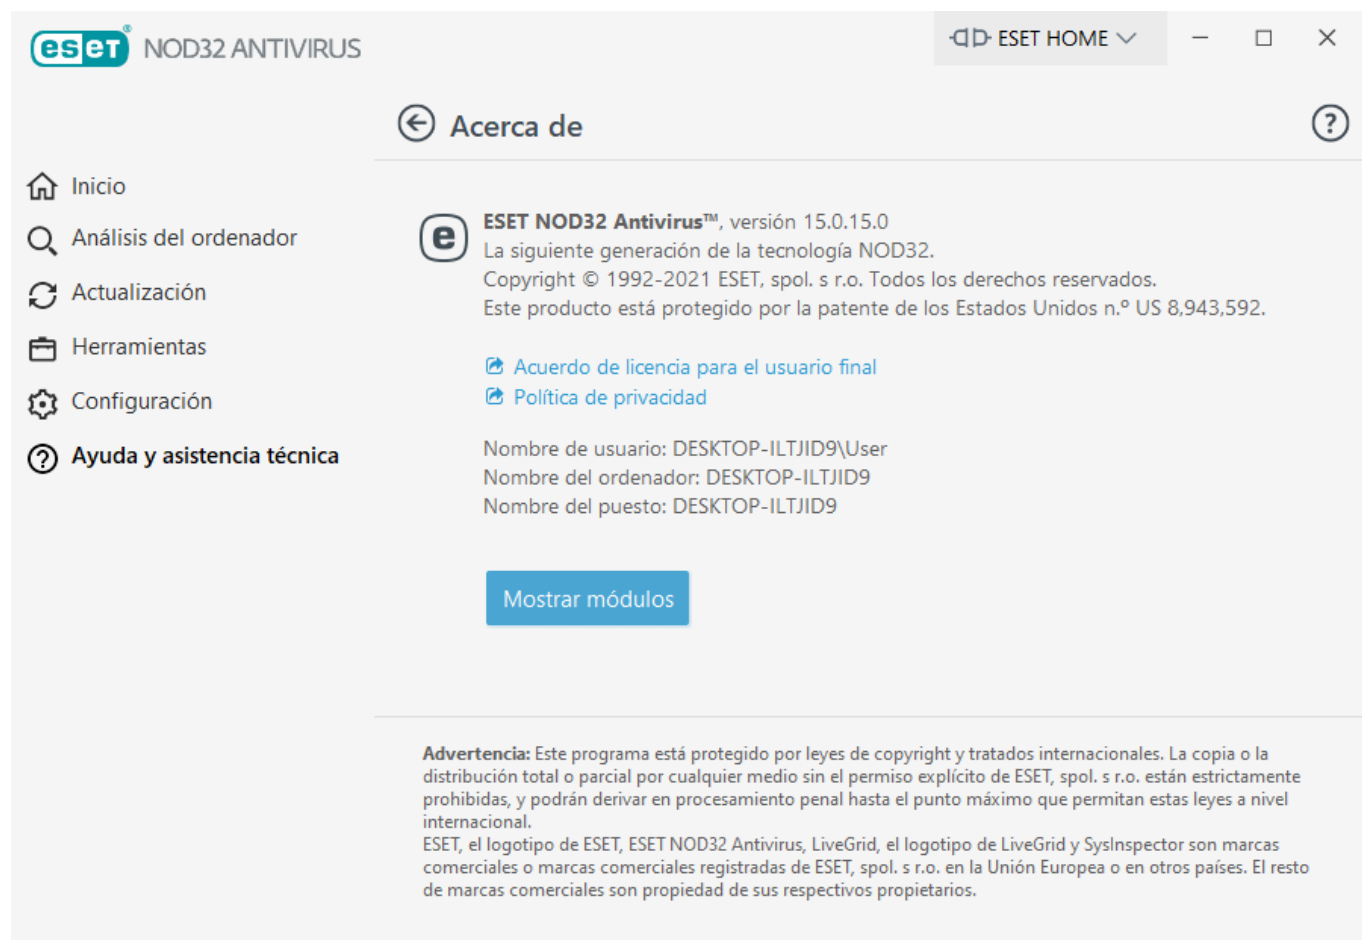 eset® NOD32 ANTIVIRUS
ESET HOME
Acerca de
?
Inicio
Análisis del ordenador
Actualización
Herramientas
Configuración
Ayuda y asistencia técnica
e
ESET NOD32 Antivirus™, versión 15.0.15.0
La siguiente generación de la tecnología NOD32.
Copyright © 1992-2021 ESET, spol. s r.o. Todos los derechos reservados.
Este producto está protegido por la patente de los Estados Unidos n.º US 8,943,592.
Acuerdo de licencia para el usuario final
Política de privacidad
Nombre de usuario: DESKTOP-ILTJID9\User
Nombre del ordenador: DESKTOP-ILTJID9
Nombre del puesto: DESKTOP-ILTJID9
Mostrar módulos
Advertencia: Este programa está protegido por leyes de copyright y tratados internacionales. La copia o la
distribución total o parcial por cualquier medio sin el permiso explícito de ESET, spol. s r.o. están estrictamente
prohibidas, y podrán derivar en procesamiento penal hasta el punto máximo que permitan estas leyes a nivel
internacional.
ESET, el logotipo de ESET, ESET NOD32 Antivirus, LiveGrid, el logotipo de LiveGrid y SysInspector son marcas
comerciales o marcas comerciales registradas de ESET, spol. s r.o. en la Unión Europea o en otros países. El resto
de marcas comerciales son propiedad de sus respectivos propietarios.